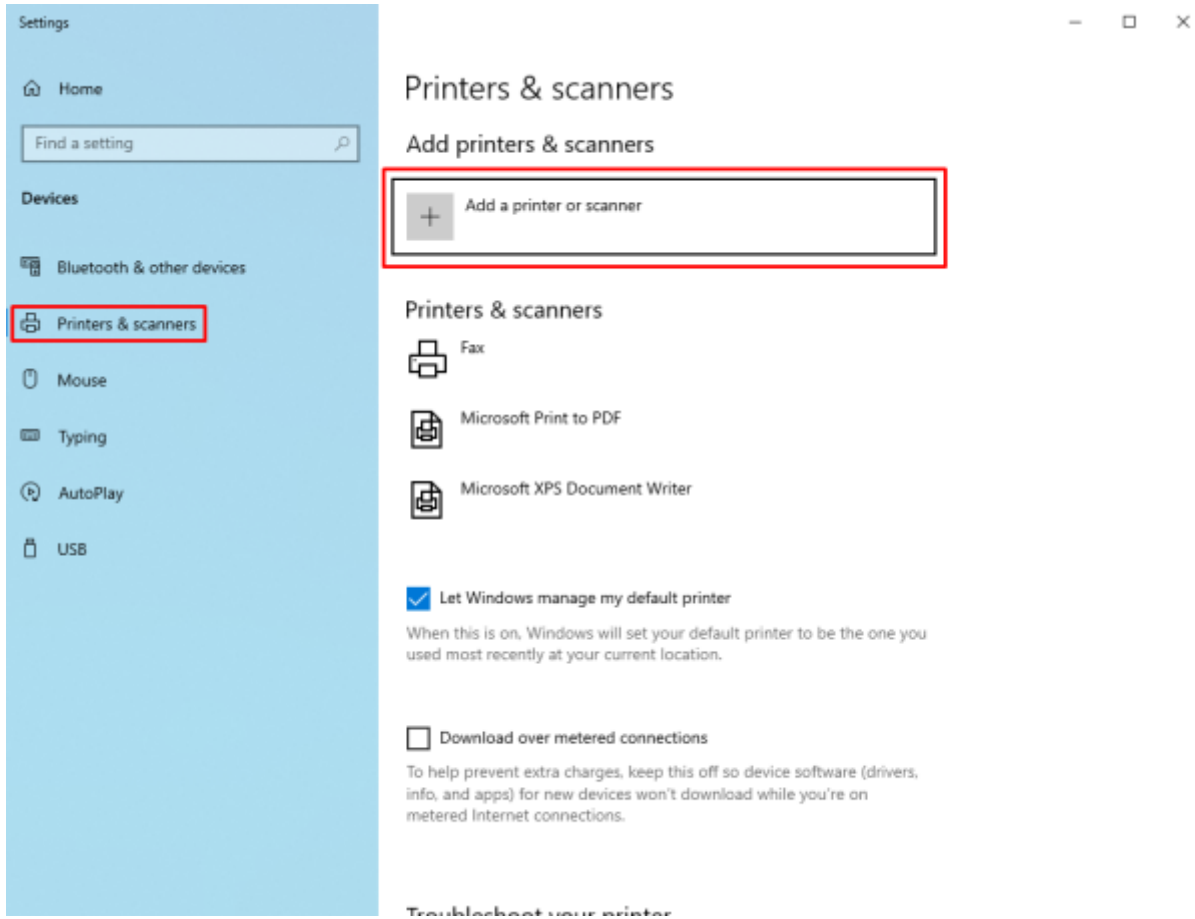 Settings
Home
Find a setting
Devices
Bluetooth & other devices
Printers & scanners
Mouse
Typing
AutoPlay
USB
Printers & scanners
Add printers & scanners
Add a printer or scanner
Printers & scanners
Fax
Microsoft Print to PDF
Microsoft XPS Document Writer
Let Windows manage my default printer
When this is on, Windows will set your default printer to be the one you
used most recently at your current location.
Download over metered connections
To help prevent extra charges, keep this off so device software (drivers,
info, and apps) for new devices won't download while you're on
metered Internet connections.
Troubleshoot your printer